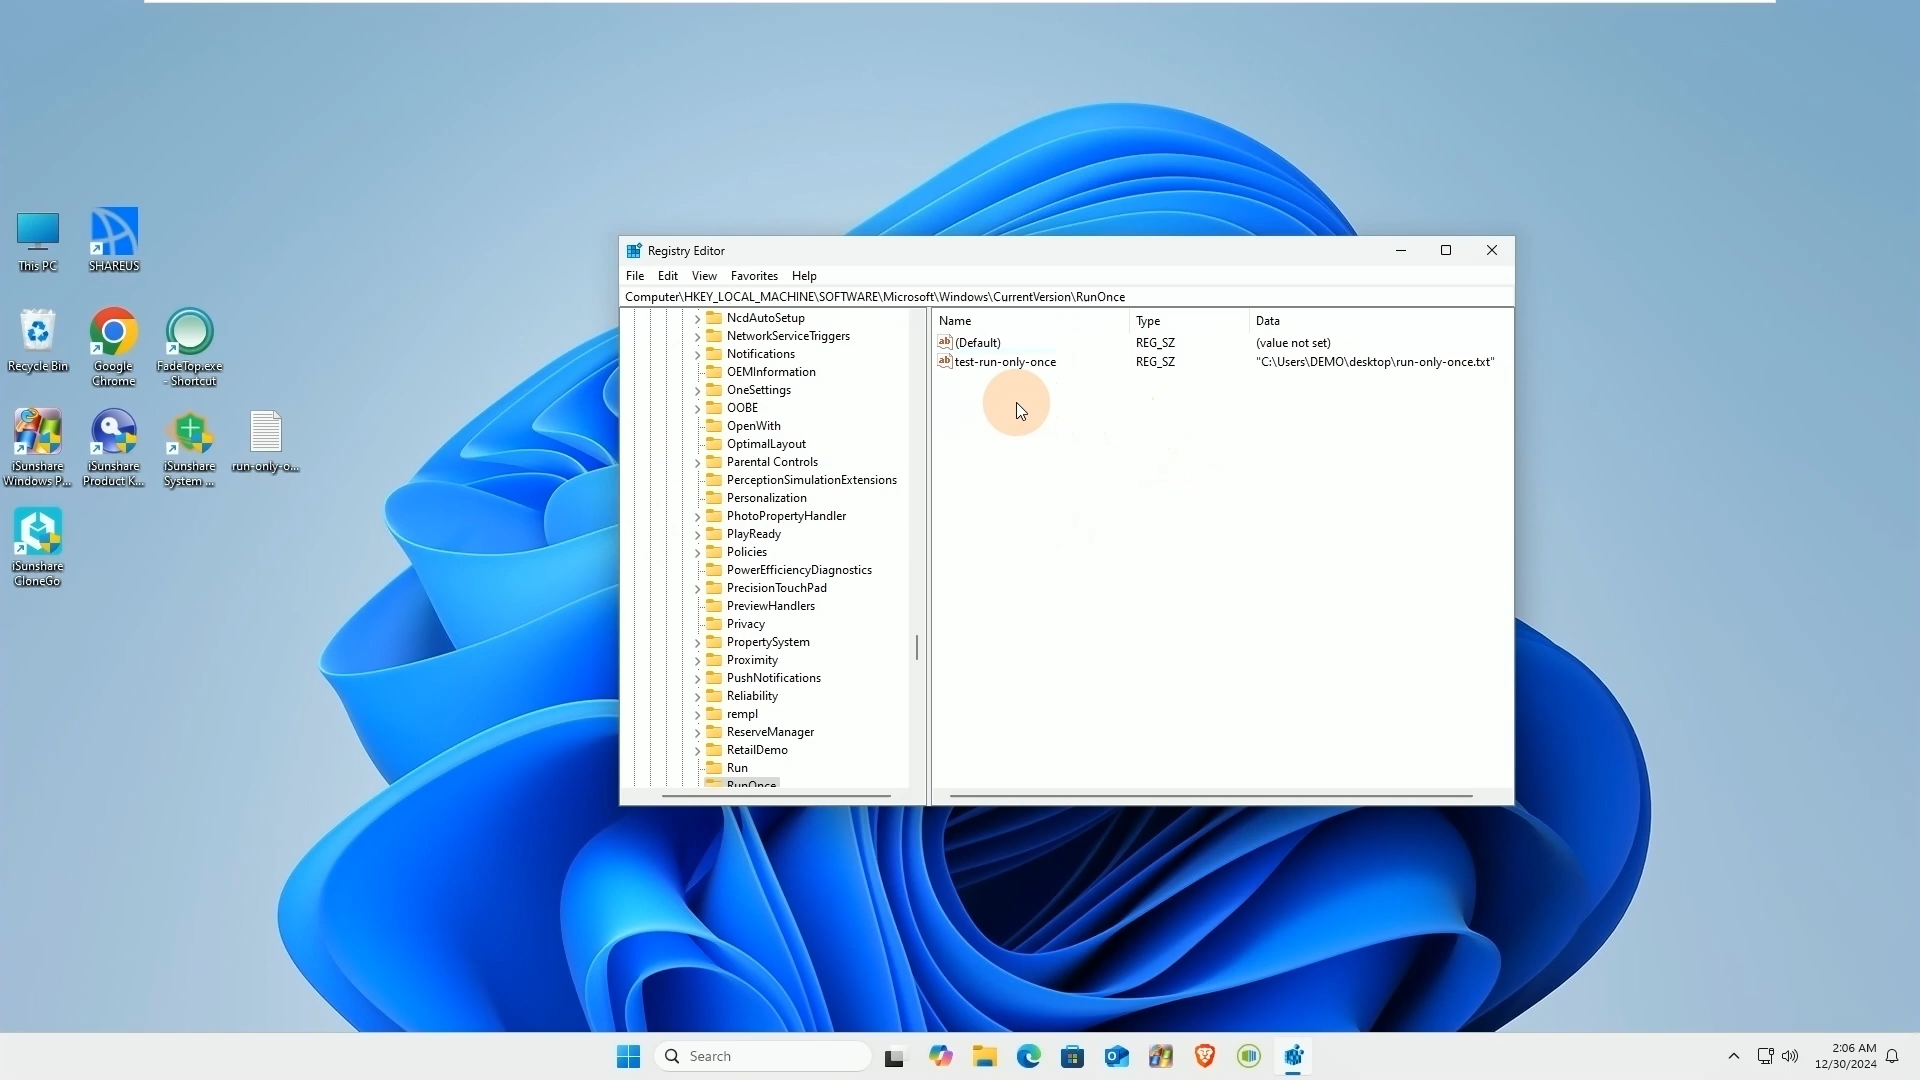 This PC
SHAREUS
Recycle Bin
Google
Chrome
FadeTop.exe
- Shortcut
iSunshare
Windows P...
iSunshare
Product K...
iSunshare
System ...
run-only-o...
iSunshare
CloneGo
Registry Editor
File Edit View Favorites Help
Computer\HKEY_LOCAL_MACHINE\SOFTWARE\Microsoft\Windows\CurrentVersion\RunOnce
NcdAutoSetup
NetworkServiceTriggers
Notifications
OEMInformation
OneSettings
OOBE
OpenWith
OptimalLayout
Parental Controls
PerceptionSimulationExtensions
Personalization
PhotoPropertyHandler
PlayReady
Policies
PowerEfficiencyDiagnostics
PrecisionTouchPad
PreviewHandlers
Privacy
PropertySystem
Proximity
PushNotifications
Reliability
rempl
ReserveManager
RetailDemo
Run
RunOnce
Name Type Data
(Default) REG_SZ (value not set)
test-run-only-once REG_SZ "C:\Users\DEMO\desktop\run-only-once.txt"
Search
2:06 AM
12/30/2024